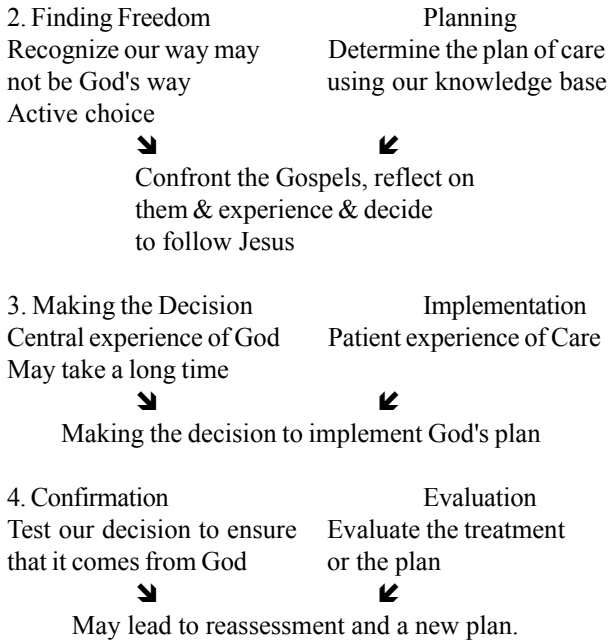 2. Finding Freedom Planning
Recognize our way may Determine the plan of care
not be God's way using our knowledge base
Active choice
🡾 🡿
Confront the Gospels, reflect on
them & experience & decide
to follow Jesus
3. Making the Decision Implementation
Central experience of God Patient experience of Care
May take a long time
🡾 🡿
Making the decision to implement God's plan
4. Confirmation Evaluation
Test our decision to ensure Evaluate the treatment
that it comes from God or the plan
🡾 🡿
May lead to reassessment and a new plan.